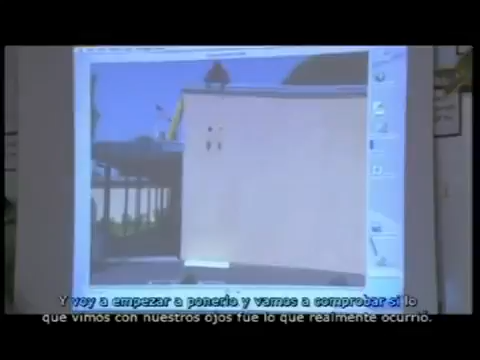 Y voy a empezar a ponerlo y vamos a comprobar si lo
que vimos con nuestros ojos fue lo que realmente ocurrió.